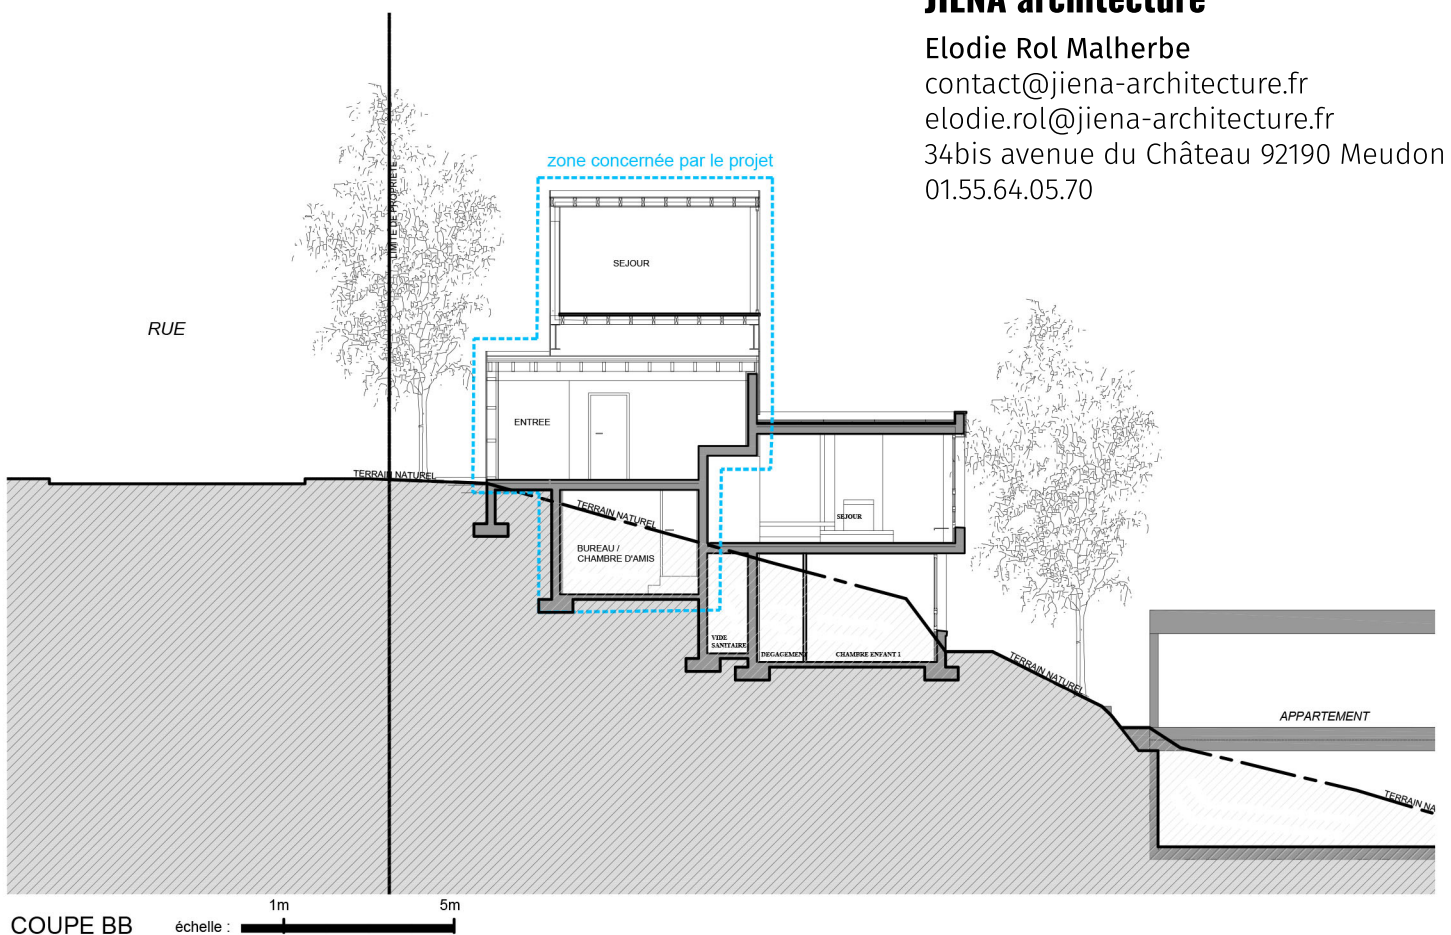 JIENA architecture
Elodie Rol Malherbe
contact@jiena-architecture.fr
elodie.rol@jiena-architecture.fr
34bis avenue du Château 92190 Meudon
01.55.64.05.70
zone concernée par le projet
LIMITE DE PROPRIETE
SEJOUR
RUE
ENTREE
TERRAIN NATUREL
TERRAIN NATUREL
SEJOUR
BUREAU /
CHAMBRE D'AMIS
VIDE
SANITAIRE
DEGAGEMENT
CHAMBRE ENFANT 1
TERRAIN NATUREL
APPARTEMENT
TERRAIN NA
1m
5m
COUPE BB
échelle :